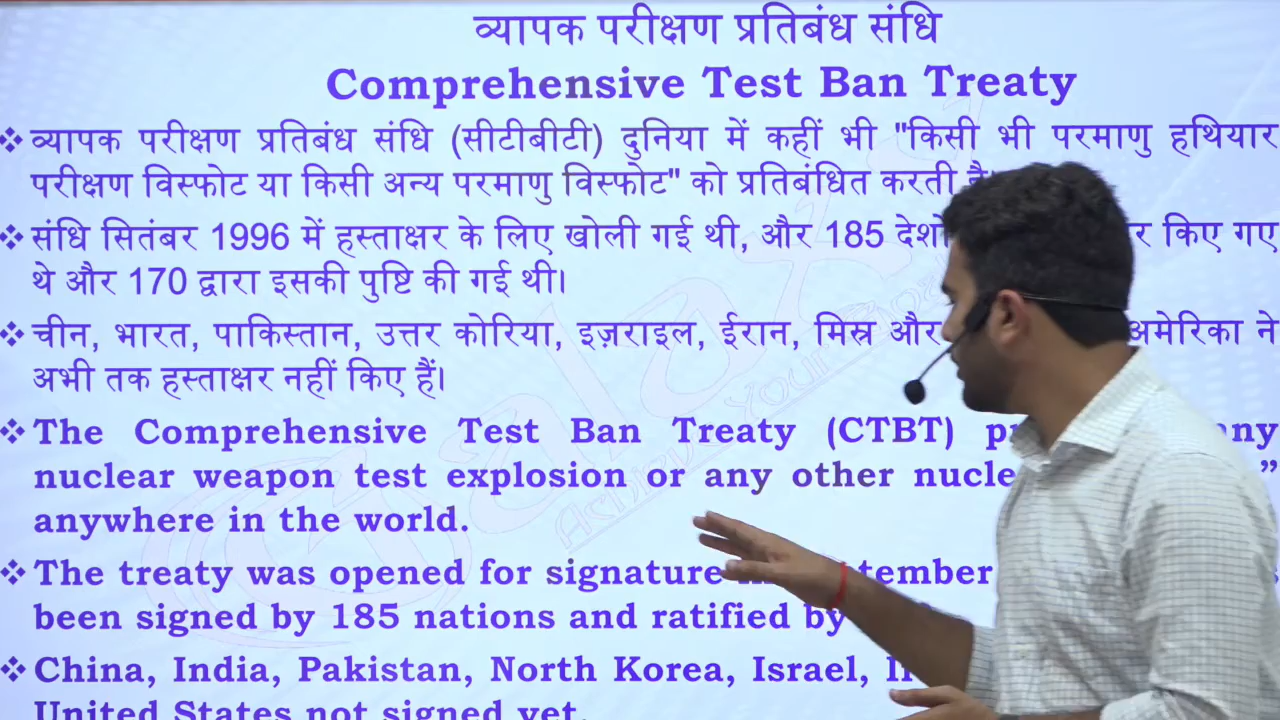 व्यापक परीक्षण प्रतिबंध संधि
Comprehensive Test Ban Treaty
❖ व्यापक परीक्षण प्रतिबंध संधि (सीटीबीटी) दुनिया में कहीं भी "किसी भी परमाणु हथियार
परीक्षण विस्फोट या किसी अन्य परमाणु विस्फोट" को प्रतिबंधित करती है।
❖ संधि सितंबर 1996 में हस्ताक्षर के लिए खोली गई थी, और 185 देशों किए गए
थे और 170 द्वारा इसकी पुष्टि की गई थी।
❖ चीन, भारत, पाकिस्तान, उत्तर कोरिया, इज़राइल, ईरान, मिस्र और अमेरिका ने
अभी तक हस्ताक्षर नहीं किए हैं।
❖ The Comprehensive Test Ban Treaty (CTBT) any
nuclear weapon test explosion or any other ”
anywhere in the world.
❖ The treaty was opened for signature
been signed by 185 nations and ratified by
❖ China, India, Pakistan, North Korea, Israel,
United States not signed yet.